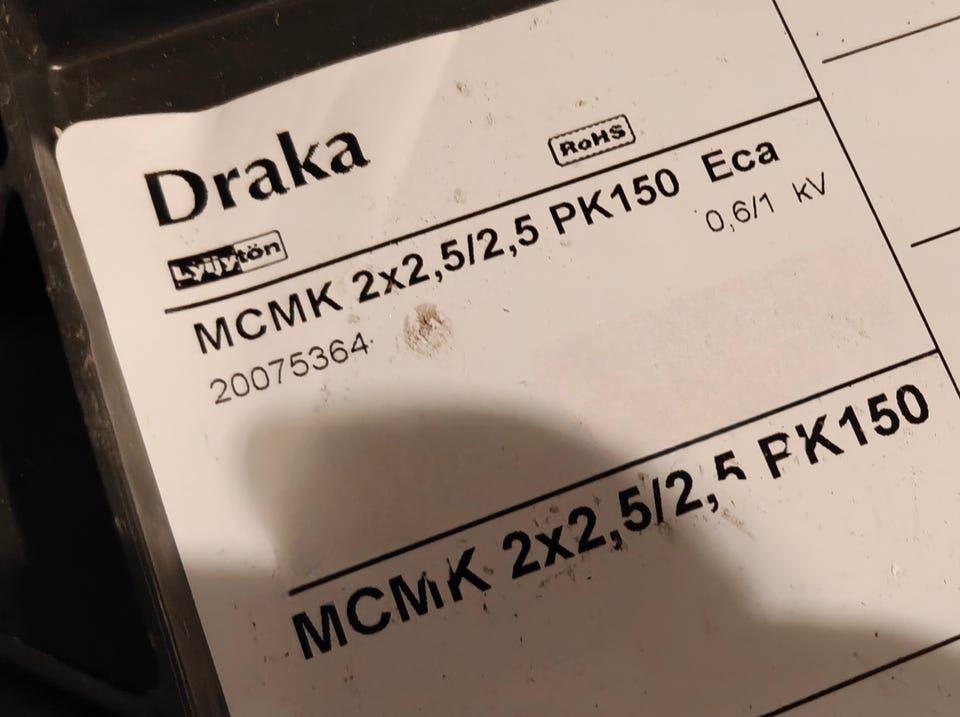 Draka
RoHS
Lyijytön
MCMK 2x2,5/2,5 PK150 Eca
20075364
0,6/1 kV
MCMK 2x2,5/2,5 PK150